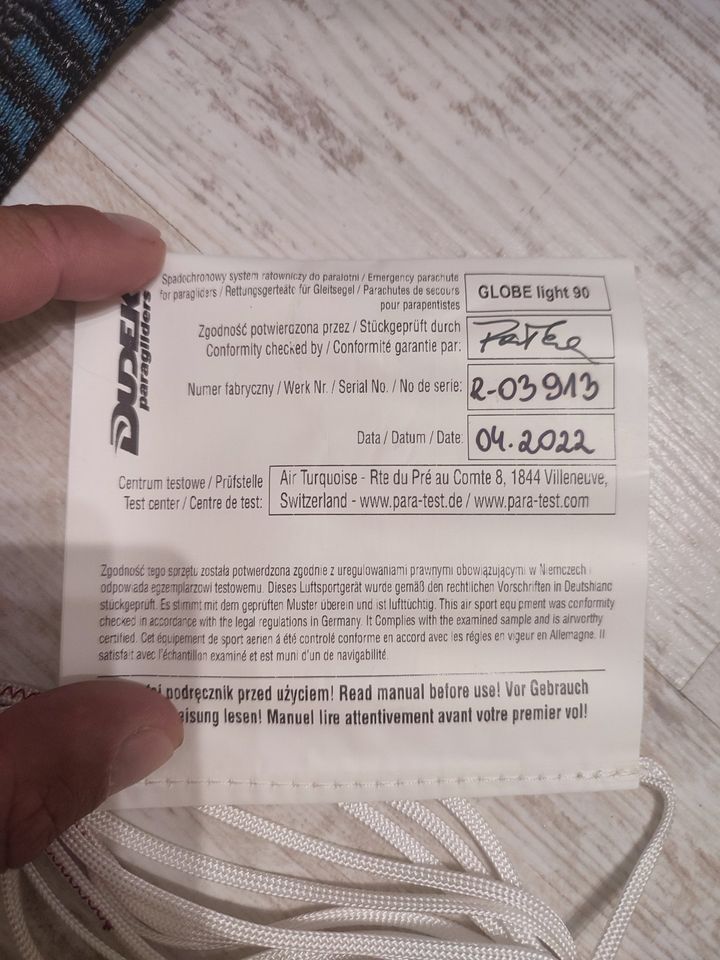 DUDEK
paragliders
Spadochronowy system ratowniczy do paralotni / Emergency parachute
for paragliders / Rettungsgerteäte für Gleitsegel / Parachutes de secours
pour parapentistes
GLOBE light 90
Zgodność potwierdzona przez / Stückgeprüft durch
Conformity checked by / Conformité garantie par:
Numer fabryczny / Werk Nr. / Serial No. / No de serie:
R-03913
Data / Datum / Date:
04.2022
Centrum testowe / Prüfstelle
Test center / Centre de test:
Air Turquoise - Rte du Pré au Comte 8, 1844 Villeneuve,
Switzerland - www.para-test.de / www.para-test.com
Zgodność tego sprzętu została potwierdzona zgodnie z uregulowaniami prawnymi obowiązującymi w Niemczech i
odpowiada egzemplarzowi testowemu. Dieses Luftsportgerät wurde gemäß den rechtlichen Vorschriften in Deutshland
stückgeprüft. Es stimmt mit dem geprüften Muster überein und ist lufttüchtig. This air sport equipment was conformity
checked in accordance with the legal regulations in Germany. It Complies with the examined sample and is airworthy
certified. Cet équipement de sport aerien á été controlé conforme en accord avec les régles en vigeur en Allemagne. Il
satisfait avec l'échantillon examiné et est muni d'un de navigabilité.
podręcznik przed użyciem! Read manual before use! Vor Gebrauch
lesen! Manuel lire attentivement avant votre premier vol!